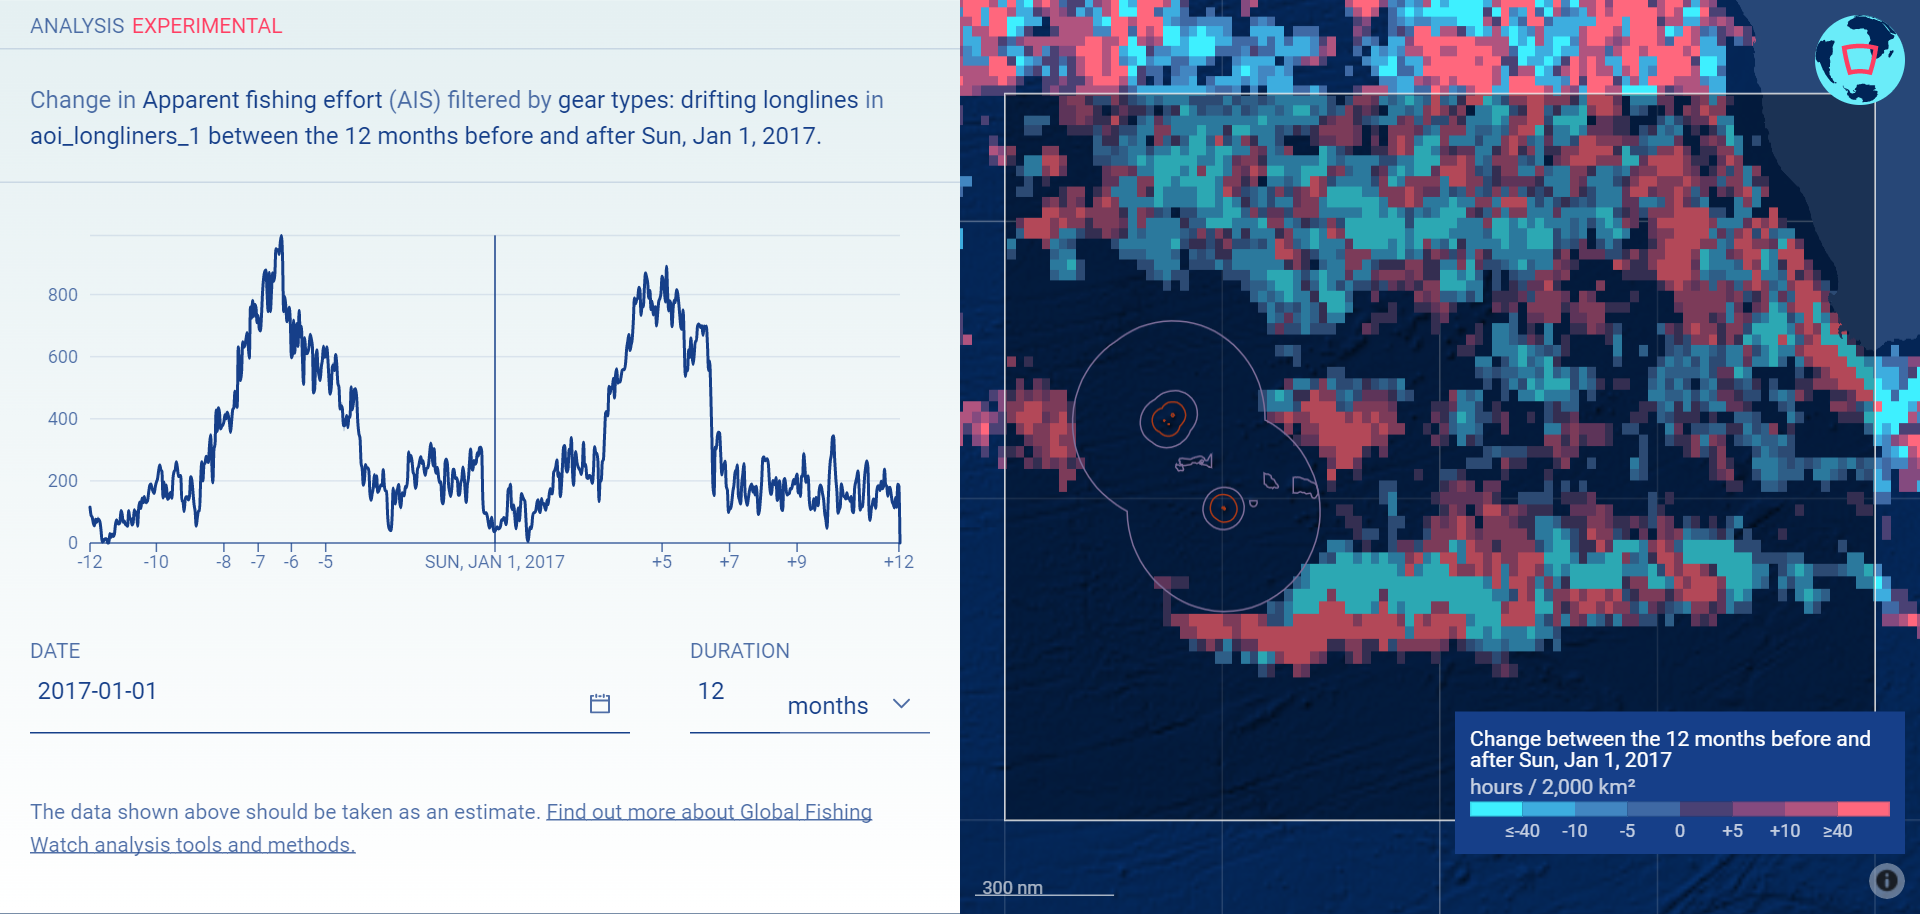 ANALYSIS EXPERIMENTAL
Change in Apparent fishing effort (AIS) filtered by gear types: drifting longlines in
aoi_longliners_1 between the 12 months before and after Sun, Jan 1, 2017.
800
600
400
200
0
-12 -10 -8 -7 -6 -5 SUN, JAN 1, 2017 +5 +7 +9 +12
DATE
2017-01-01
DURATION
12 months
The data shown above should be taken as an estimate. Find out more about Global Fishing
Watch analysis tools and methods.
Change between the 12 months before and
after Sun, Jan 1, 2017
hours / 2,000 km²
≤-40 -10 -5 0 +5 +10 ≥40
300 nm